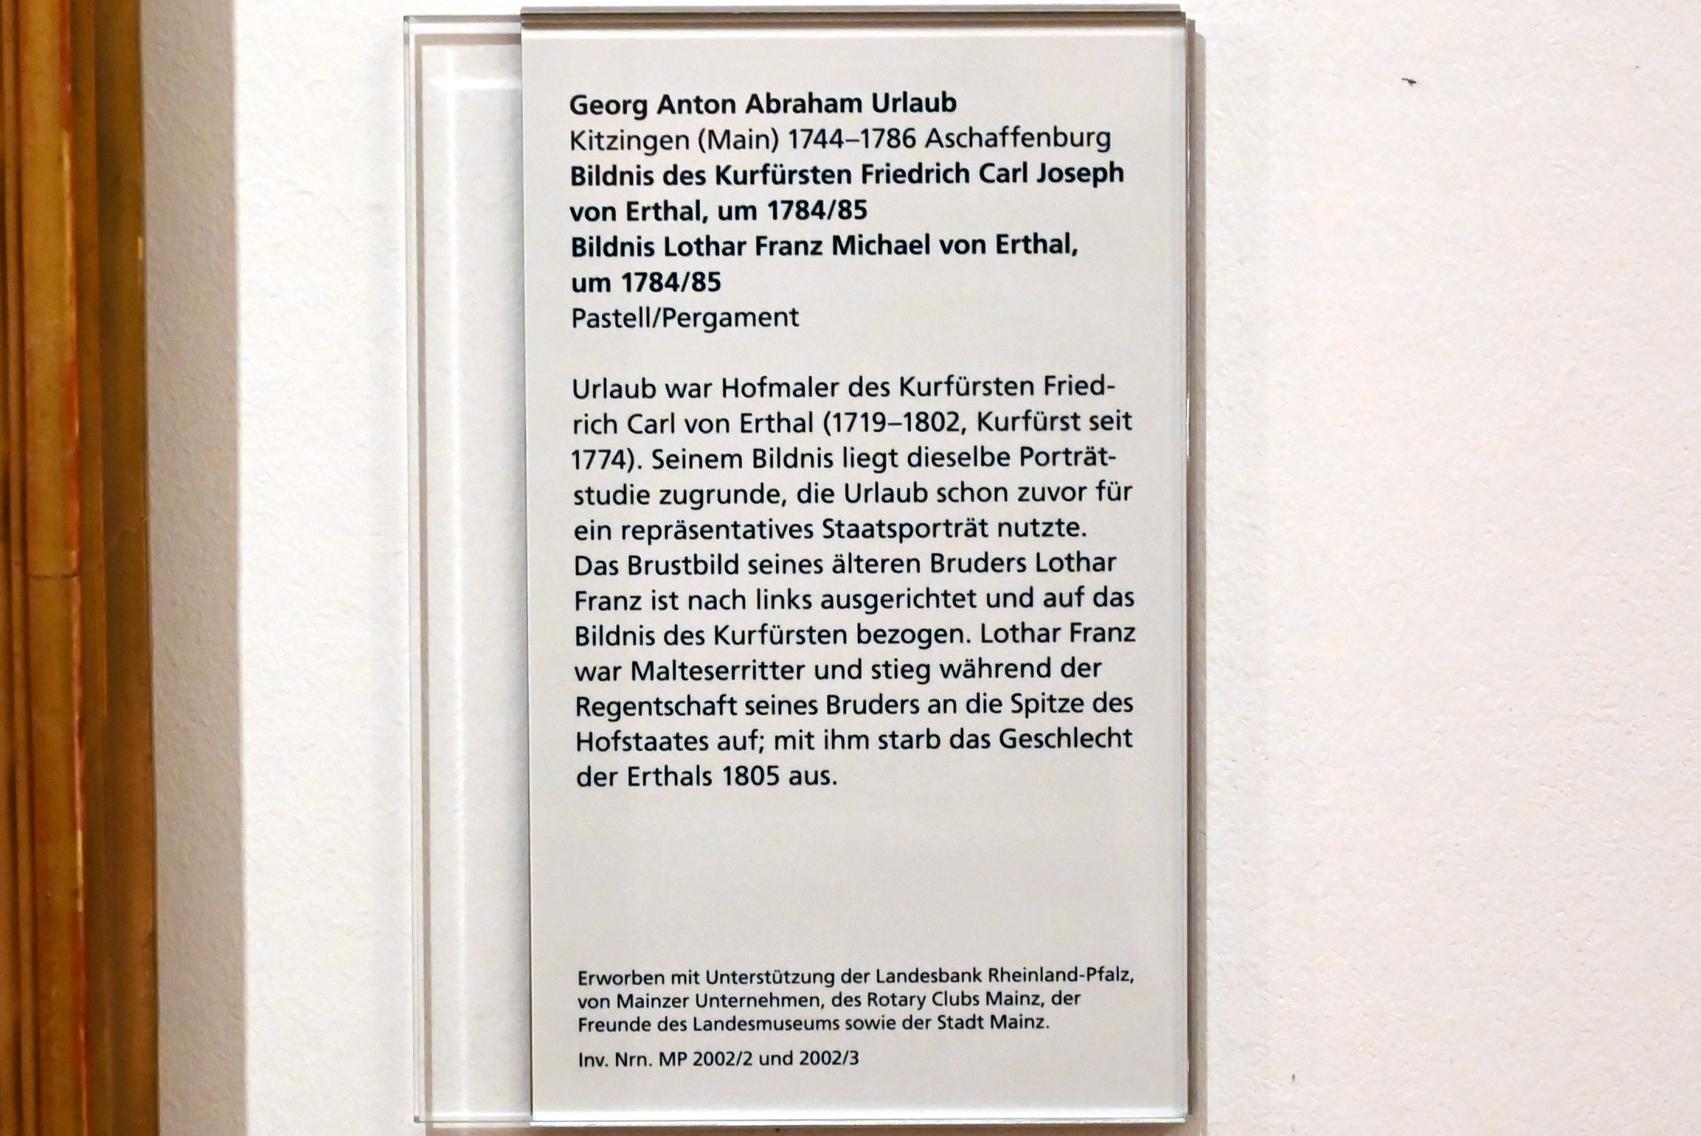 Georg Anton Abraham Urlaub
Kitzingen (Main) 1744–1786 Aschaffenburg
Bildnis des Kurfürsten Friedrich Carl Joseph
von Erthal, um 1784/85
Bildnis Lothar Franz Michael von Erthal,
um 1784/85
Pastell/Pergament
Urlaub war Hofmaler des Kurfürsten Fried-
rich Carl von Erthal (1719–1802, Kurfürst seit
1774). Seinem Bildnis liegt dieselbe Porträt-
studie zugrunde, die Urlaub schon zuvor für
ein repräsentatives Staatsporträt nutzte.
Das Brustbild seines älteren Bruders Lothar
Franz ist nach links ausgerichtet und auf das
Bildnis des Kurfürsten bezogen. Lothar Franz
war Malteserritter und stieg während der
Regentschaft seines Bruders an die Spitze des
Hofstaates auf; mit ihm starb das Geschlecht
der Erthals 1805 aus.
Erworben mit Unterstützung der Landesbank Rheinland-Pfalz,
von Mainzer Unternehmen, des Rotary Clubs Mainz, der
Freunde des Landesmuseums sowie der Stadt Mainz.
Inv. Nrn. MP 2002/2 und 2002/3